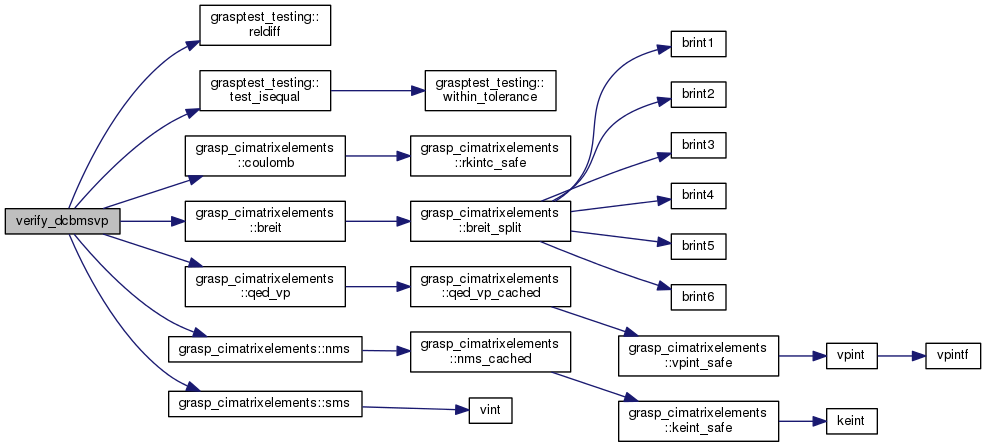 verify_dcbmsvp
grasptest_testing::
reldiff
grasptest_testing::
test_isequal
grasp_cimatrixelements
::coulomb
grasp_cimatrixelements
::breit
grasp_cimatrixelements
::qed_vp
grasp_cimatrixelements::nms
grasp_cimatrixelements::sms
grasptest_testing::
within_tolerance
grasp_cimatrixelements
::rkintc_safe
grasp_cimatrixelements
::breit_split
grasp_cimatrixelements
::qed_vp_cached
grasp_cimatrixelements
::nms_cached
vint
brint1
brint2
brint3
brint4
brint5
brint6
grasp_cimatrixelements
::vpint_safe
grasp_cimatrixelements
::keint_safe
vpint
keint
vpintf